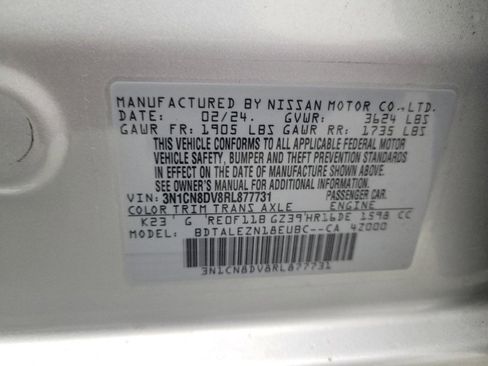 MANUFACTURED BY NISSAN MOTOR CO.,LTD.
DATE: 02/24. GVWR: 3624 LBS
GAWR FR: 1905 LBS GAWR RR: 1735 LBS
THIS VEHICLE CONFORMS TO ALL APPLICABLE FEDERAL MOTOR
VEHICLE SAFETY, BUMPER AND THEFT PREVENTION STANDARDS
IN EFFECT ON THE DATE OF MANUFACTURE SHOWN ABOVE.
SEE OWNER'S MANUAL FOR ADDITIONAL INFORMATION.
PASSENGER CAR
VIN: 3N1CN8DV8RL877731
COLOR TRIM TRANS AXLE ENGINE
K23 G RE0F11B GZ39 HR16DE 1598 CC
MODEL: BDTALEZN18EUBC--CA 42000
3N1CN8DV8RL877731